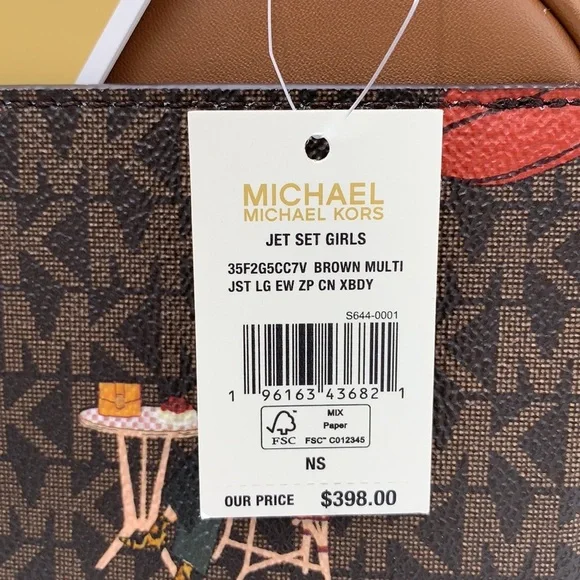 MICHAEL
MICHAEL KORS
JET SET GIRLS
35F2G5CC7V BROWN MULTI
JST LG EW ZP CN XBDY
S644-0001
1 96163 43682 1
FSC
MIX
Paper
FSC™ C012345
NS
OUR PRICE $398.00